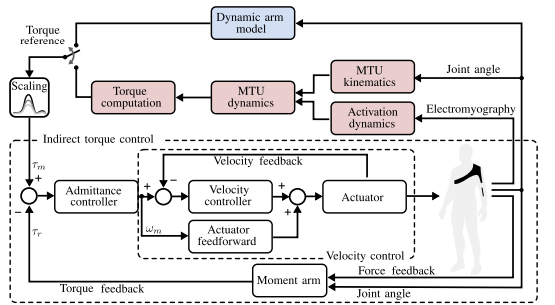 Dynamic arm
model
Torque
reference
MTU
kinematics
Joint angle
Scaling
Torque
computation
MTU
dynamics
Activation
dynamics
Electromyography
Indirect torque control
τm
+
Velocity feedback
−
Admittance
controller
+
Velocity
controller
+
Actuator
−
τr
ωm
Actuator
feedforward
+
Velocity control
Force feedback
Moment arm
Torque feedback
Joint angle